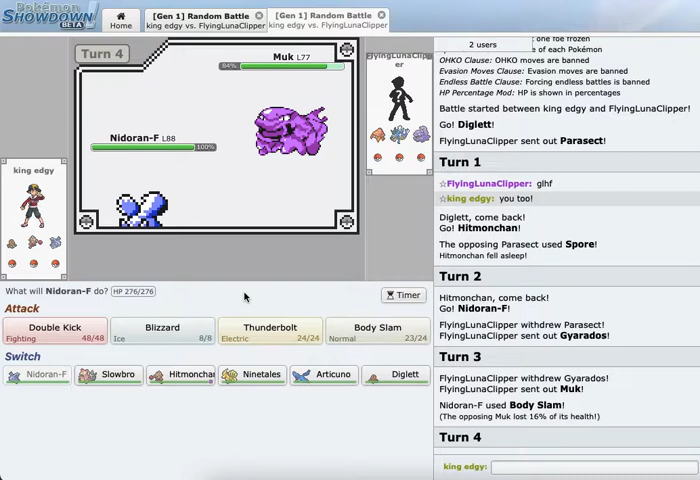 Pokémon
SHOWDOWN
BETA
Home
[Gen 1] Random Battle
king edgy vs. FlyingLunaClipper
[Gen 1] Random Battle
king edgy vs. FlyingLunaClipper
Turn 4
Muk L77
84%
Nidoran-F L88
100%
FlyingLunaClipp
er
king edgy
What will Nidoran-F do? HP 276/276
Timer
Attack
Double Kick
Fighting 48/48
Blizzard
Ice 8/8
Thunderbolt
Electric 24/24
Body Slam
Normal 23/24
Switch
Nidoran-F
Slowbro
Hitmonchan
Ninetales
Articuno
Diglett
2 users
one foe frozen
e of each Pokémon
OHKO Clause: OHKO moves are banned
Evasion Moves Clause: Evasion moves are banned
Endless Battle Clause: Forcing endless battles is banned
HP Percentage Mod: HP is shown in percentages
Battle started between king edgy and FlyingLunaClipper!
Go! Diglett!
FlyingLunaClipper sent out Parasect!
Turn 1
☆FlyingLunaClipper: glhf
☆king edgy: you too!
Diglett, come back!
Go! Hitmonchan!
The opposing Parasect used Spore!
Hitmonchan fell asleep!
Turn 2
Hitmonchan, come back!
Go! Nidoran-F!
FlyingLunaClipper withdrew Parasect!
FlyingLunaClipper sent out Gyarados!
Turn 3
FlyingLunaClipper withdrew Gyarados!
FlyingLunaClipper sent out Muk!
Nidoran-F used Body Slam!
(The opposing Muk lost 16% of its health!)
Turn 4
king edgy: